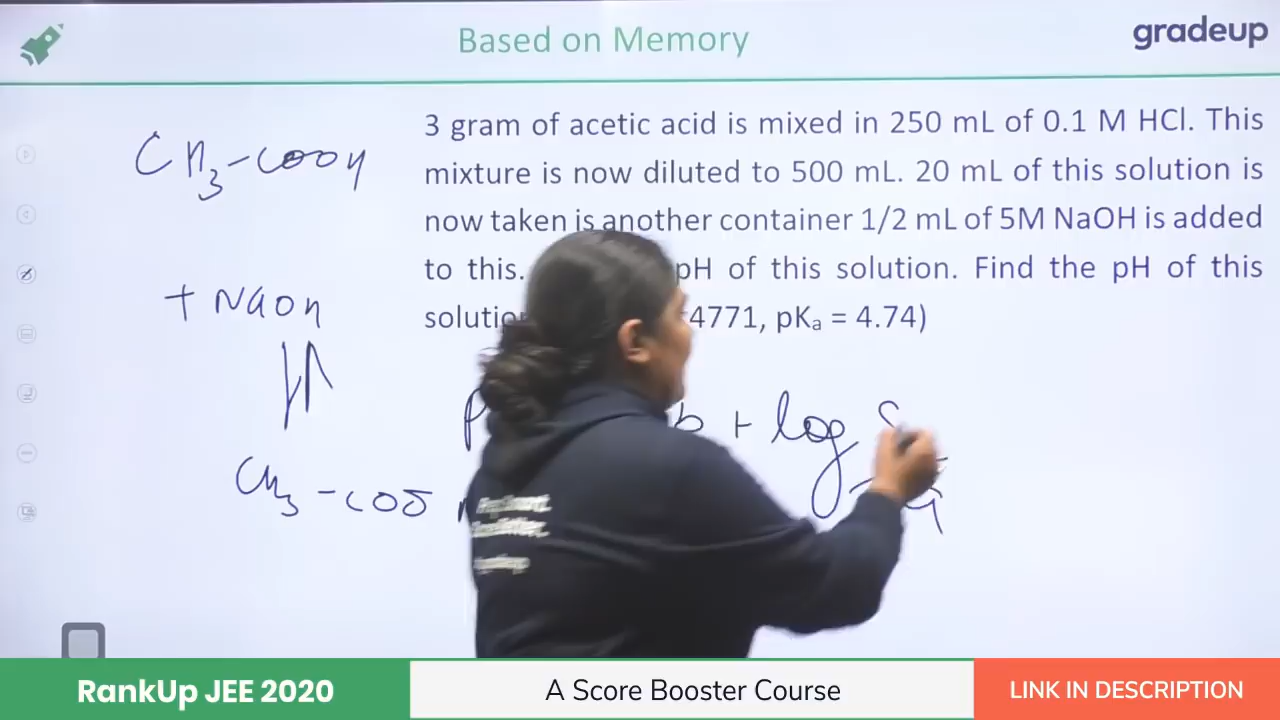 Based on Memory
gradeup
3 gram of acetic acid is mixed in 250 mL of 0.1 M HCl. This
mixture is now diluted to 500 mL. 20 mL of this solution is
now taken is another container 1/2 mL of 5M NaOH is added
to this. pH of this solution. Find the pH of this
4771, pKₐ = 4.74)
CH₃-COOH
+ NaOH
CH₃-COO
+ log
RankUp JEE 2020
A Score Booster Course
LINK IN DESCRIPTION